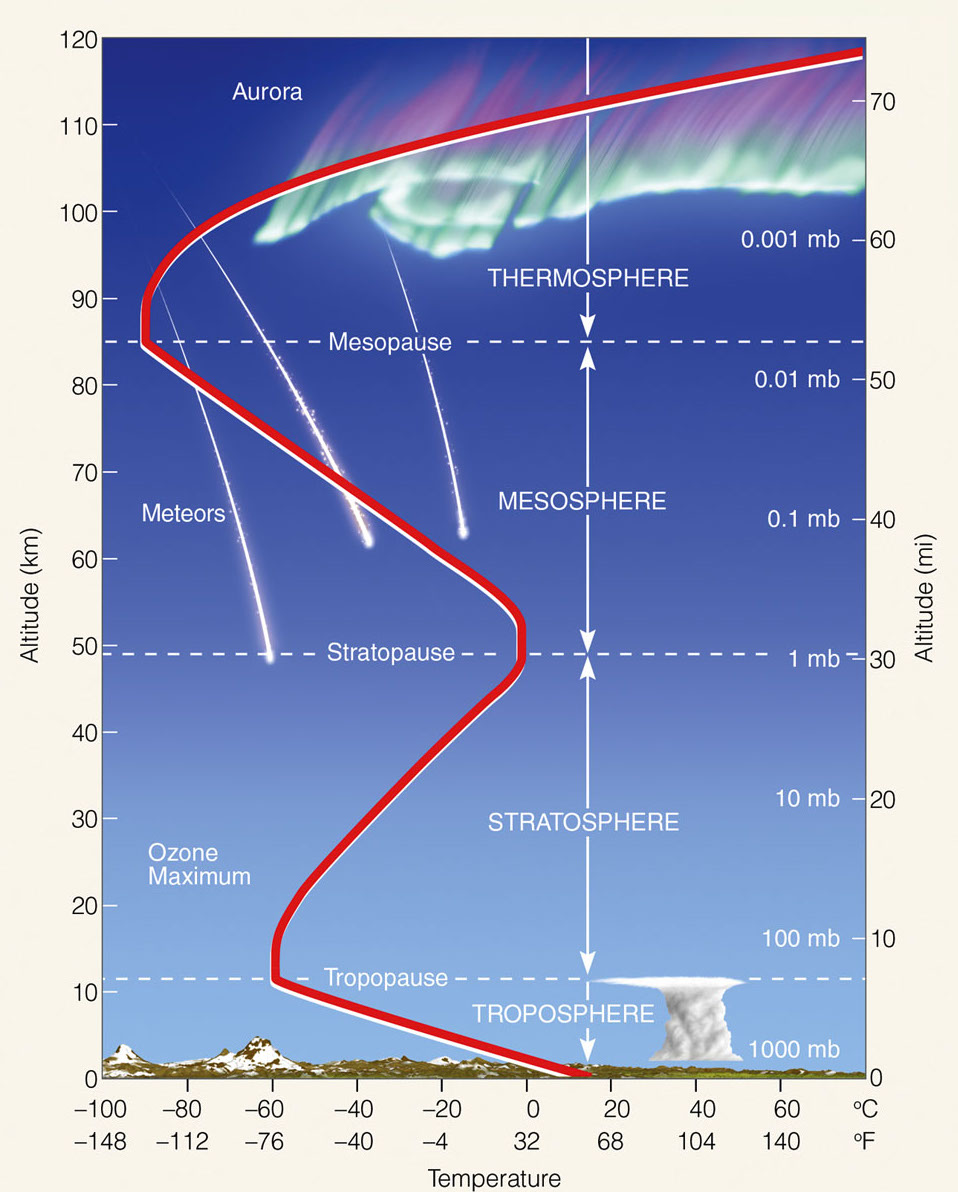 120
110
100
90
80
70
60
50
40
30
20
10
0
Altitude (km)
Aurora
THERMOSPHERE
Mesopause
Meteors
MESOSPHERE
Stratopause
STRATOSPHERE
Ozone
Maximum
Tropopause
TROPOSPHERE
0.001 mb
0.01 mb
0.1 mb
1 mb
10 mb
100 mb
1000 mb
70
60
50
40
30
20
10
0
Altitude (mi)
–100 –80 –60 –40 –20 0 20 40 60 ºC
–148 –112 –76 –40 –4 32 68 104 140 ºF
Temperature